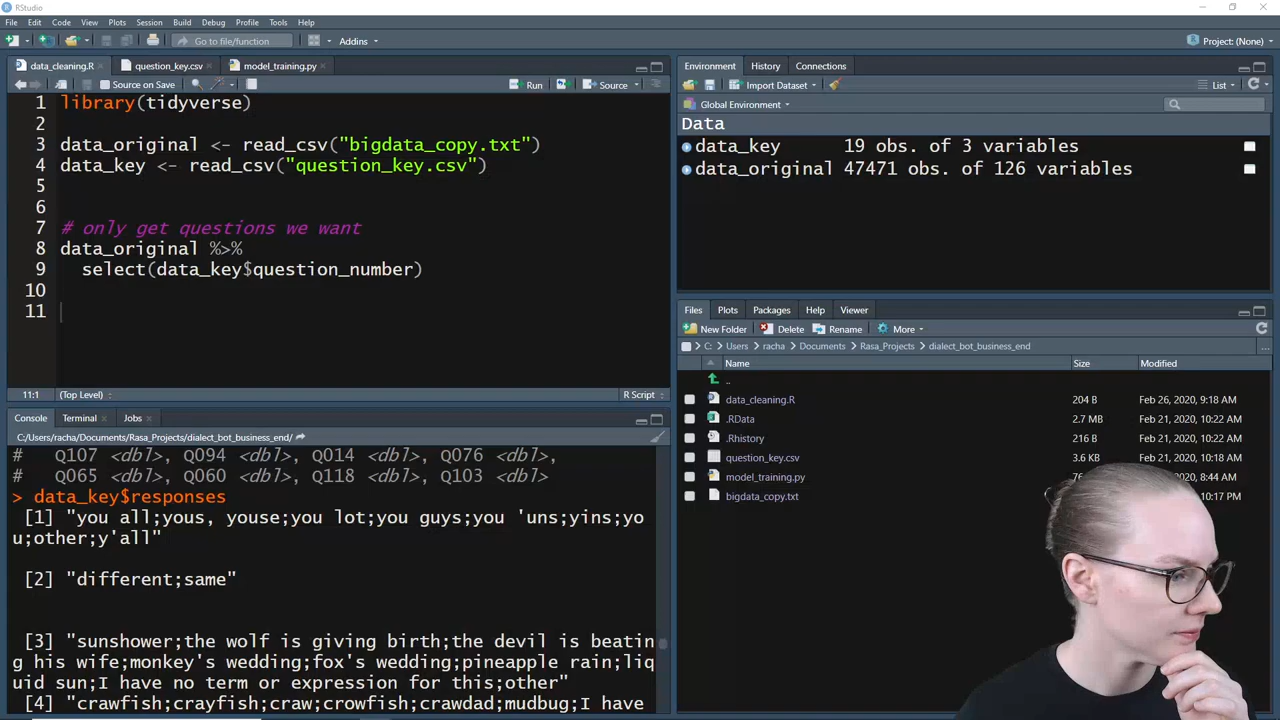 RStudio
File Edit Code View Plots Session Build Debug Profile Tools Help
Go to file/function
Addins
Project: (None)
data_cleaning.R
question_key.csv
model_training.py
Source on Save
Run
Source
1 library(tidyverse)
2
3 data_original <- read_csv("bigdata_copy.txt")
4 data_key <- read_csv("question_key.csv")
5
6
7 # only get questions we want
8 data_original %>%
9 select(data_key$question_number)
10
11
11:1
(Top Level)
R Script
Console Terminal Jobs
C:/Users/racha/Documents/Rasa_Projects/dialect_bot_business_end/
# Q107 <dbl>, Q094 <dbl>, Q014 <dbl>, Q076 <dbl>,
# Q065 <dbl>, Q060 <dbl>, Q118 <dbl>, Q103 <dbl>
> data_key$responses
[1] "you all;yous, youse;you lot;you guys;you 'uns;yins;yo
u;other;y'all"
[2] "different;same"
[3] "sunshower;the wolf is giving birth;the devil is beatin
g his wife;monkey's wedding;fox's wedding;pineapple rain;liq
uid sun;I have no term or expression for this;other"
[4] "crawfish;crayfish;craw;crowfish;crawdad;mudbug;I have
Environment History Connections
Import Dataset
List
Global Environment
Data
data_key 19 obs. of 3 variables
data_original 47471 obs. of 126 variables
Files Plots Packages Help Viewer
New Folder Delete Rename More
C: Users racha Documents Rasa_Projects dialect_bot_business_end
Name Size Modified
..
data_cleaning.R 204 B Feb 26, 2020, 9:18 AM
.RData 2.7 MB Feb 21, 2020, 10:22 AM
.Rhistory 216 B Feb 21, 2020, 10:22 AM
question_key.csv 3.6 KB Feb 21, 2020, 10:18 AM
model_training.py 8:44 AM
bigdata_copy.txt 10:17 PM